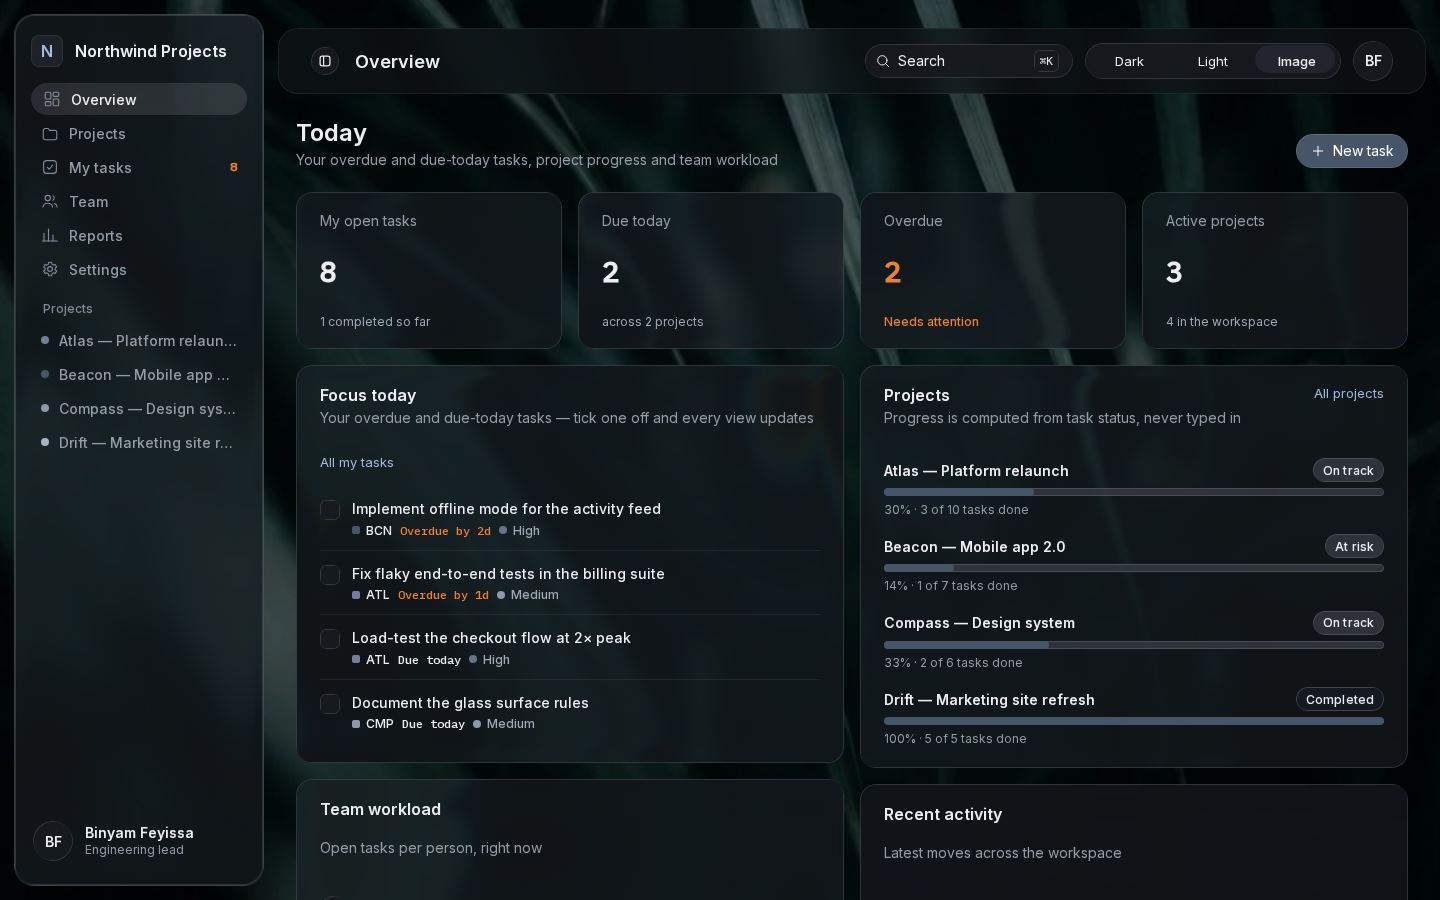 N Northwind Projects
Overview
Projects
My tasks 8
Team
Reports
Settings
Projects
Atlas — Platform relaun...
Beacon — Mobile app ...
Compass — Design sys...
Drift — Marketing site r...
BF Binyam Feyissa
Engineering lead
Overview
Search ⌘K
Dark Light Image
BF
Today
Your overdue and due-today tasks, project progress and team workload
+ New task
My open tasks
8
1 completed so far
Due today
2
across 2 projects
Overdue
2
Needs attention
Active projects
3
4 in the workspace
Focus today
Your overdue and due-today tasks — tick one off and every view updates
All my tasks
Implement offline mode for the activity feed
BCN Overdue by 2d High
Fix flaky end-to-end tests in the billing suite
ATL Overdue by 1d Medium
Load-test the checkout flow at 2× peak
ATL Due today High
Document the glass surface rules
CMP Due today Medium
Projects
All projects
Progress is computed from task status, never typed in
Atlas — Platform relaunch On track
30% · 3 of 10 tasks done
Beacon — Mobile app 2.0 At risk
14% · 1 of 7 tasks done
Compass — Design system On track
33% · 2 of 6 tasks done
Drift — Marketing site refresh Completed
100% · 5 of 5 tasks done
Team workload
Open tasks per person, right now
Recent activity
Latest moves across the workspace